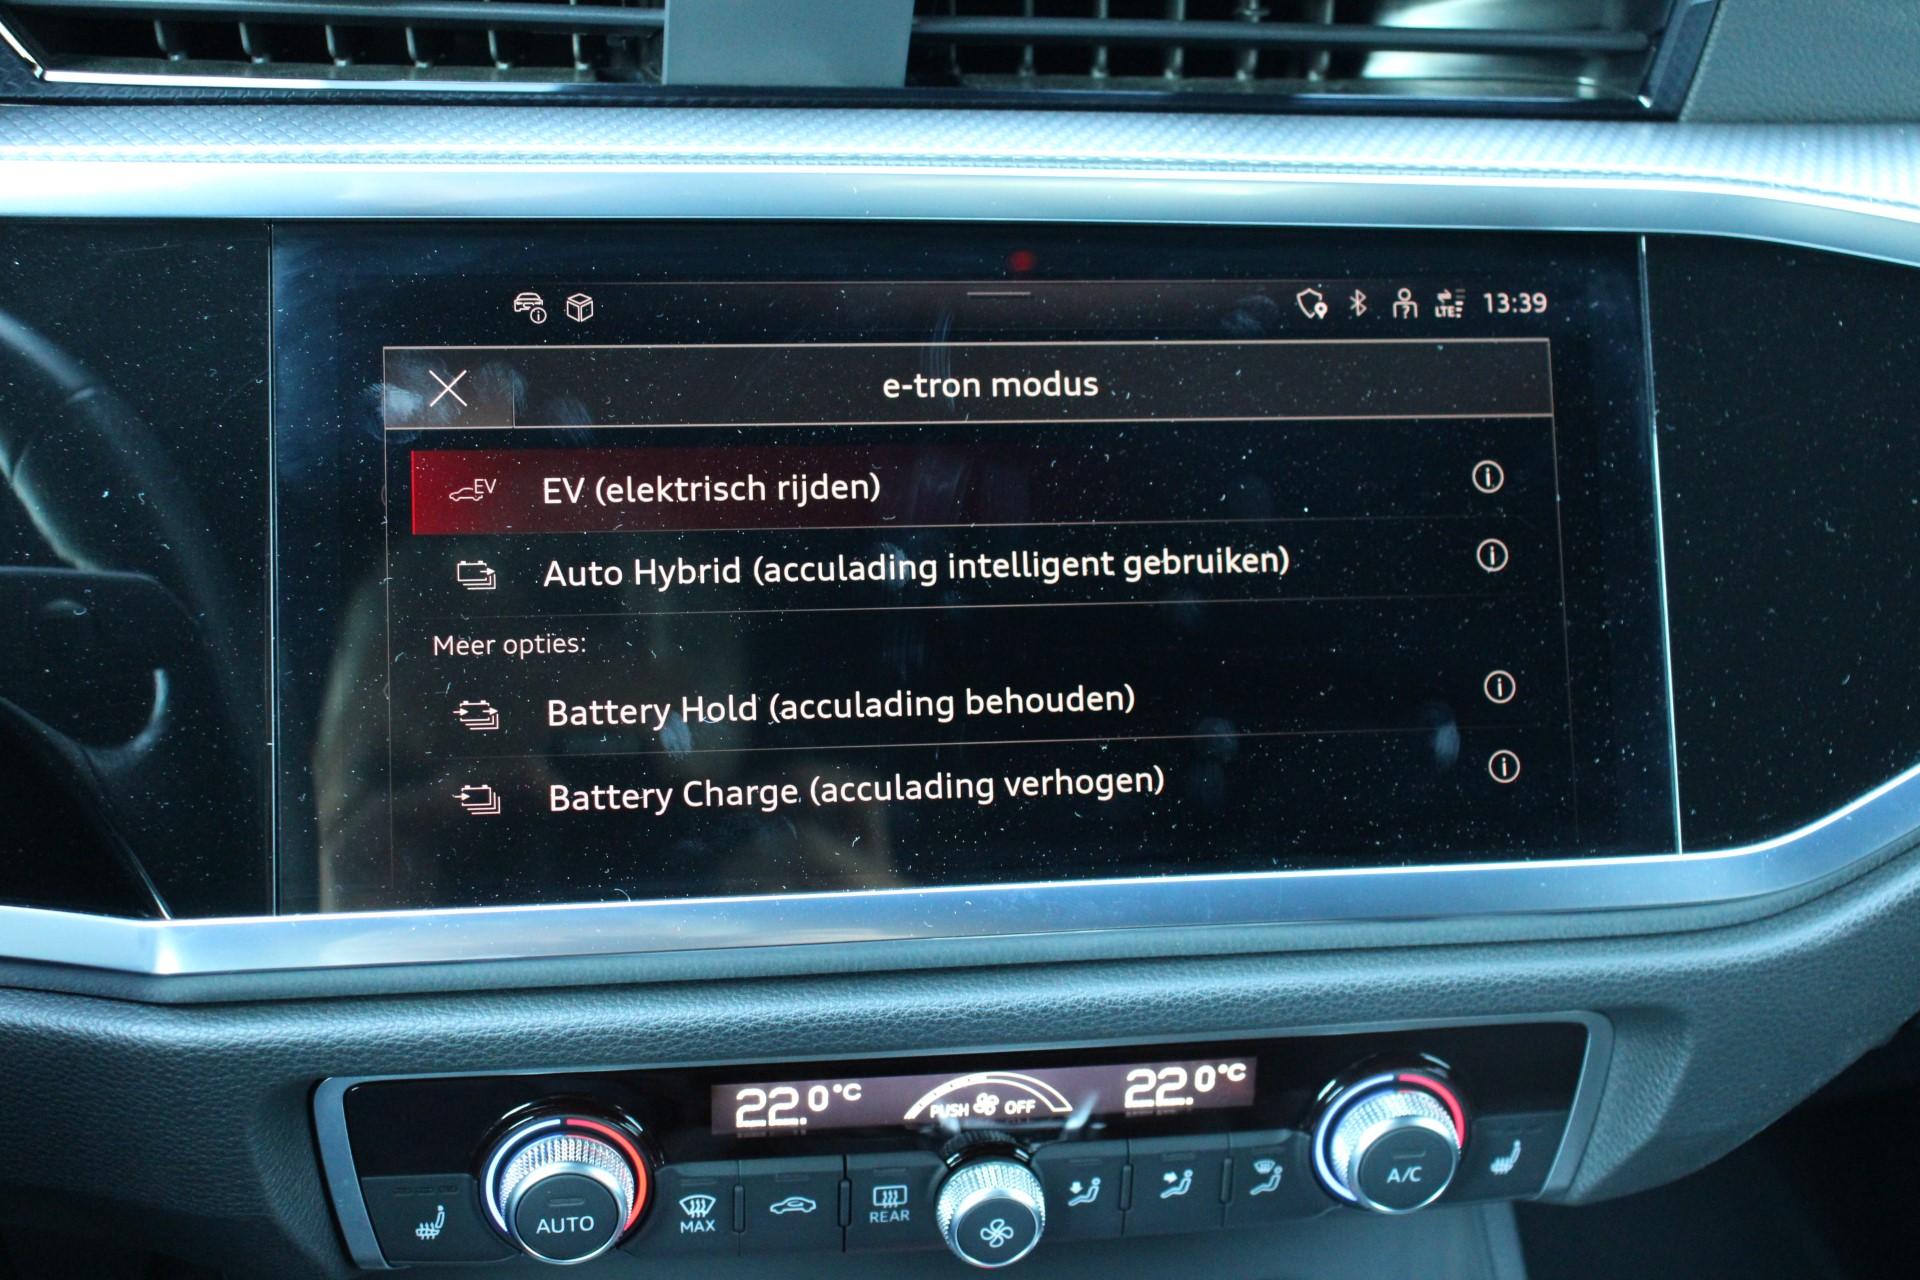 LTE 13:39
e-tron modus
EV EV (elektrisch rijden)
Auto Hybrid (acculading intelligent gebruiken)
Meer opties:
Battery Hold (acculading behouden)
Battery Charge (acculading verhogen)
22.0°C PUSH OFF 22.0°C
AUTO MAX REAR A/C